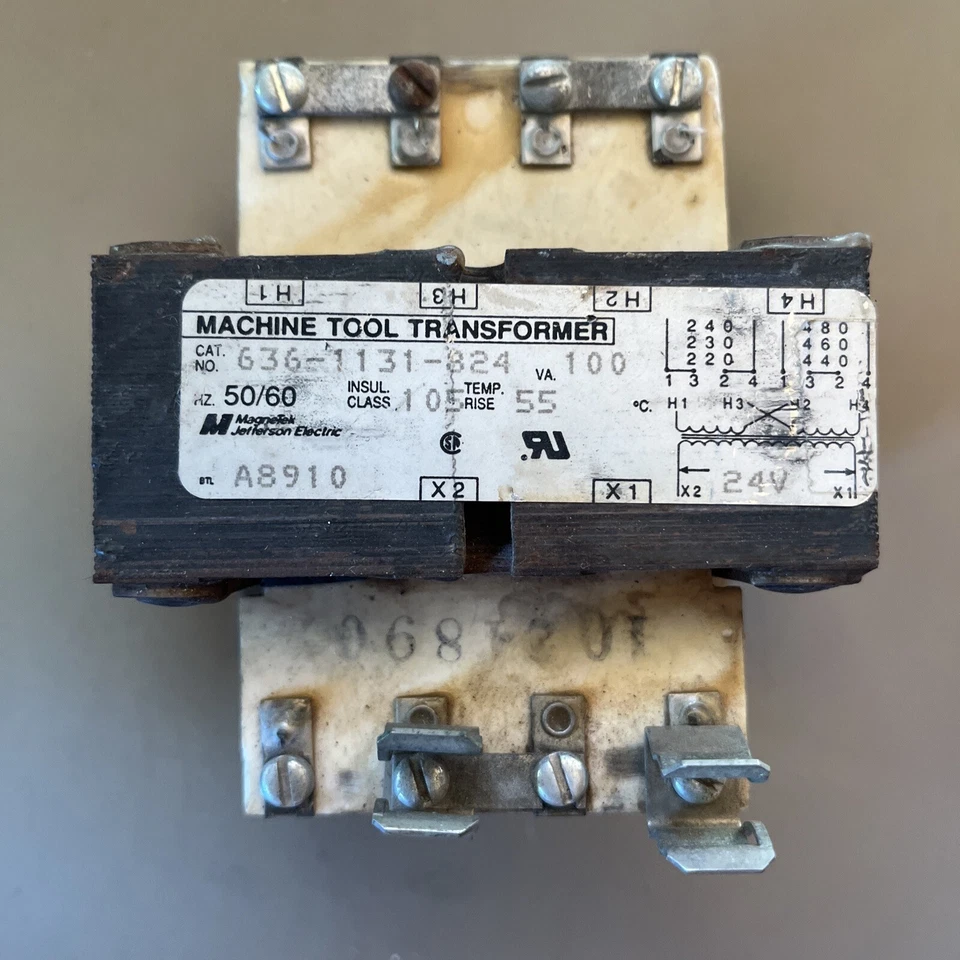 H1 H3 H2 H4
MACHINE TOOL TRANSFORMER
CAT. NO. 636-1131-824 VA. 100
HZ. 50/60 INSUL. CLASS. 105 TEMP. RISE 55 °C.
MagneTek
Jefferson Electric
BTL A8910
X2 X1
240 480
230 460
220 440
1 3 2 4 1 3 2 4
H1 H3 H2 H4
24V
X2 X1